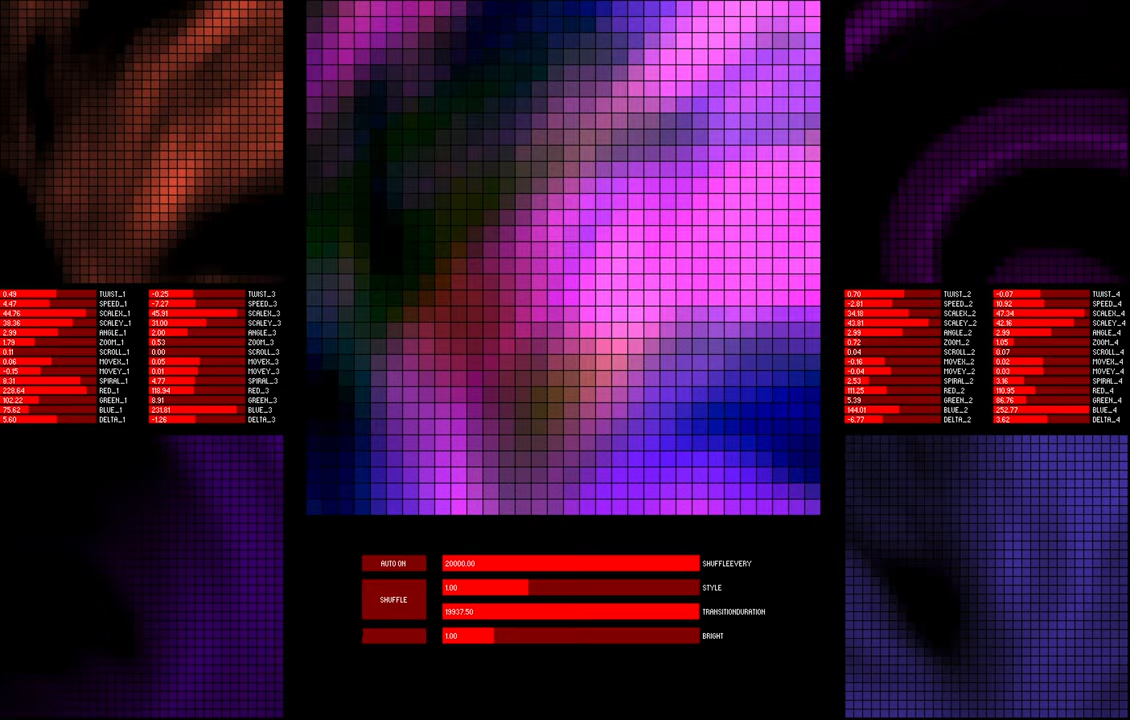 0.49 TWIST_1 -0.25 TWIST_3
4.47 SPEED_1 -7.27 SPEED_3
44.76 SCALEX_1 45.91 SCALEX_3
38.36 SCALEY_1 31.00 SCALEY_3
2.99 ANGLE_1 2.00 ANGLE_3
1.79 ZOOM_1 0.53 ZOOM_3
0.11 SCROLL_1 0.00 SCROLL_3
0.06 MOVEX_1 0.05 MOVEX_3
-0.15 MOVEY_1 0.01 MOVEY_3
8.31 SPIRAL_1 4.77 SPIRAL_3
228.64 RED_1 118.94 RED_3
102.22 GREEN_1 8.91 GREEN_3
75.62 BLUE_1 231.81 BLUE_3
5.60 DELTA_1 -1.26 DELTA_3
0.70 TWIST_2 -0.07 TWIST_4
-2.81 SPEED_2 10.92 SPEED_4
34.18 SCALEX_2 47.34 SCALEX_4
43.81 SCALEY_2 42.16 SCALEY_4
2.99 ANGLE_2 2.99 ANGLE_4
0.72 ZOOM_2 1.05 ZOOM_4
0.04 SCROLL_2 0.07 SCROLL_4
-0.16 MOVEX_2 0.02 MOVEX_4
-0.04 MOVEY_2 0.03 MOVEY_4
2.53 SPIRAL_2 3.16 SPIRAL_4
111.25 RED_2 110.95 RED_4
5.39 GREEN_2 86.76 GREEN_4
144.01 BLUE_2 252.77 BLUE_4
-6.77 DELTA_2 3.62 DELTA_4
AUTO ON 20000.00 SHUFFLEEVERY
1.00 STYLE
SHUFFLE
19937.50 TRANSITIONDURATION
1.00 BRIGHT